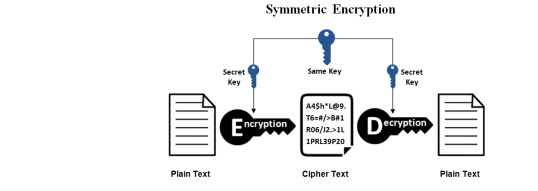 Symmetric Encryption
Secret
Key
Same Key
Secret
Key
A4$h*L@9.
T6=#/>B#1
R06/J2.>1L
1PRL39P20
Encryption
Decryption
Plain Text
Cipher Text
Plain Text